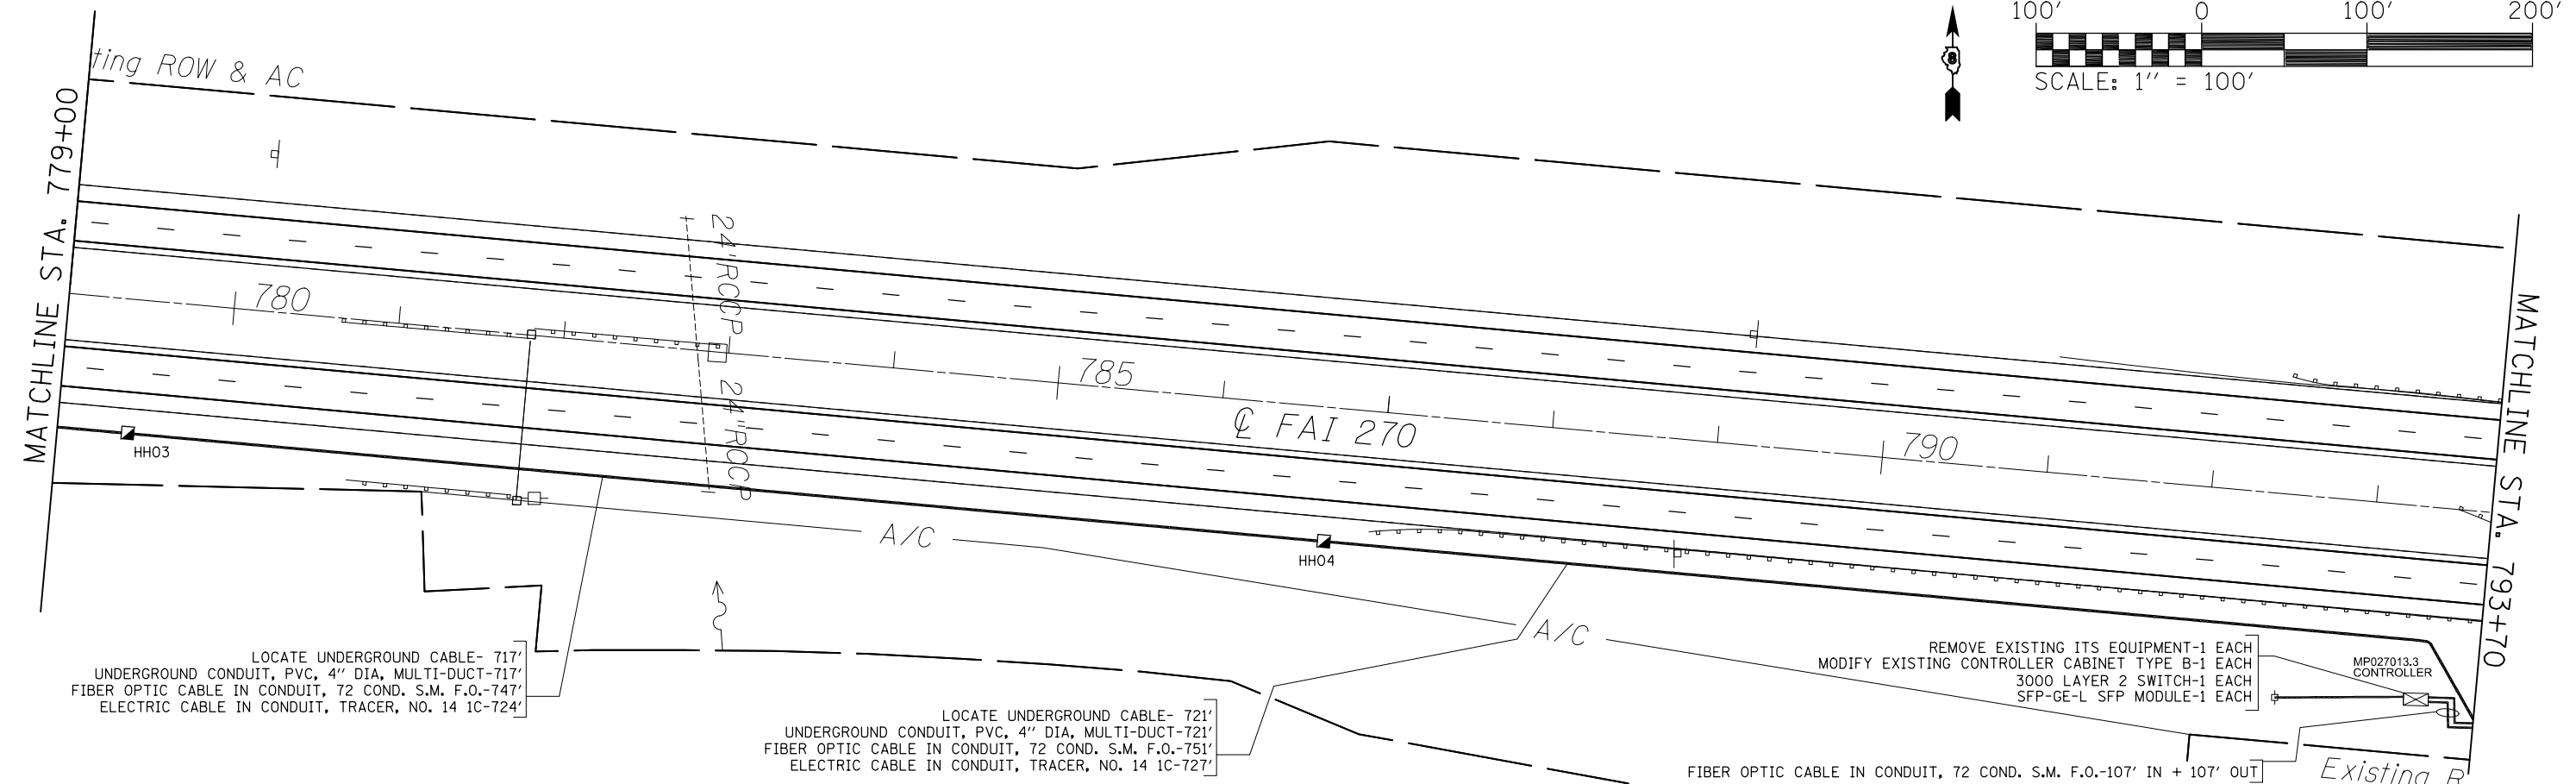 100' 0 100' 200'
SCALE: 1" = 100'
8
ting ROW & AC
MATCHLINE STA. 779+00
780
24"RCCP
24"RCCP
785
℄ FAI 270
790
MATCHLINE STA. 793+70
HH03
HH04
A/C
A/C
LOCATE UNDERGROUND CABLE- 717'
UNDERGROUND CONDUIT, PVC, 4" DIA, MULTI-DUCT-717'
FIBER OPTIC CABLE IN CONDUIT, 72 COND. S.M. F.O.-747'
ELECTRIC CABLE IN CONDUIT, TRACER, NO. 14 1C-724'
LOCATE UNDERGROUND CABLE- 721'
UNDERGROUND CONDUIT, PVC, 4" DIA, MULTI-DUCT-721'
FIBER OPTIC CABLE IN CONDUIT, 72 COND. S.M. F.O.-751'
ELECTRIC CABLE IN CONDUIT, TRACER, NO. 14 1C-727'
REMOVE EXISTING ITS EQUIPMENT-1 EACH
MODIFY EXISTING CONTROLLER CABINET TYPE B-1 EACH
3000 LAYER 2 SWITCH-1 EACH
SFP-GE-L SFP MODULE-1 EACH
MP027013.3
CONTROLLER
FIBER OPTIC CABLE IN CONDUIT, 72 COND. S.M. F.O.-107' IN + 107' OUT
Existing R